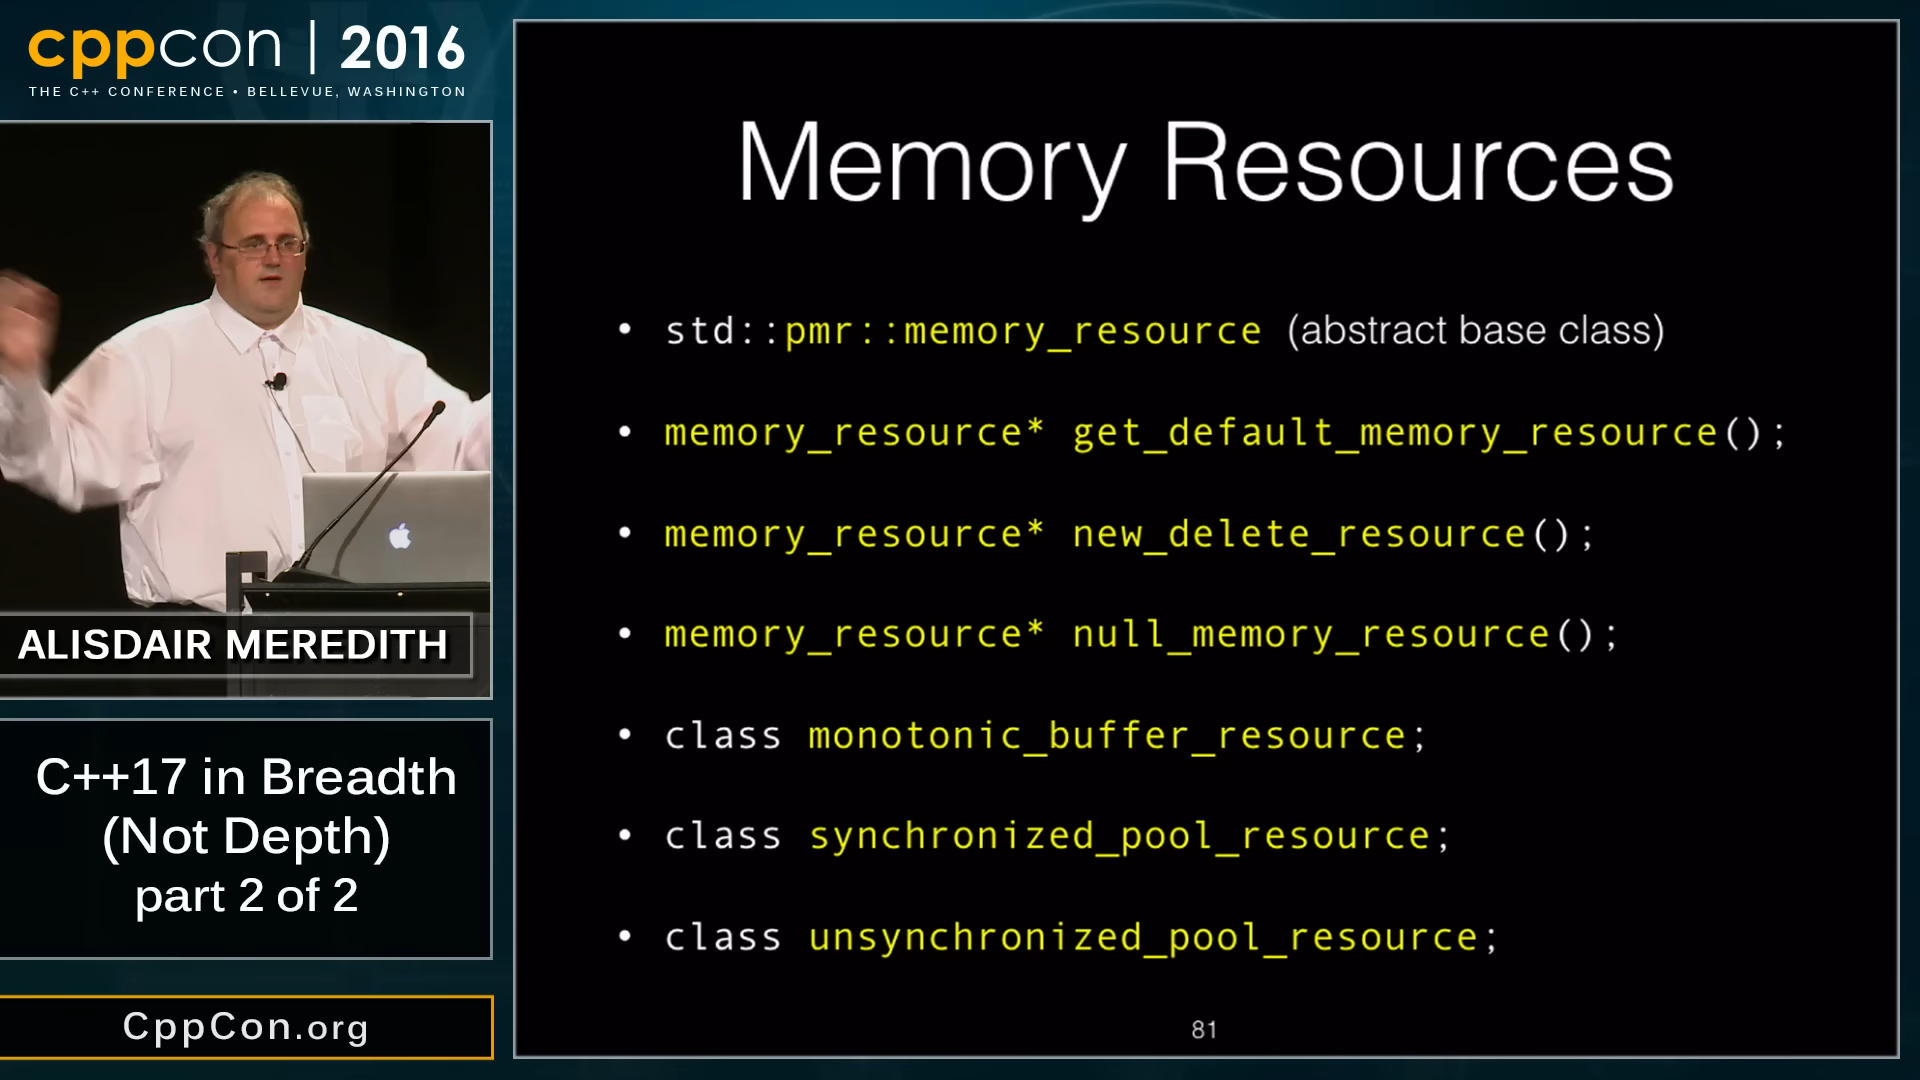 cppcon | 2016
THE C++ CONFERENCE • BELLEVUE, WASHINGTON
ALISDAIR MEREDITH
C++17 in Breadth
(Not Depth)
part 2 of 2
CppCon.org
Memory Resources
• std::pmr::memory_resource (abstract base class)
• memory_resource* get_default_memory_resource();
• memory_resource* new_delete_resource();
• memory_resource* null_memory_resource();
• class monotonic_buffer_resource;
• class synchronized_pool_resource;
• class unsynchronized_pool_resource;
81